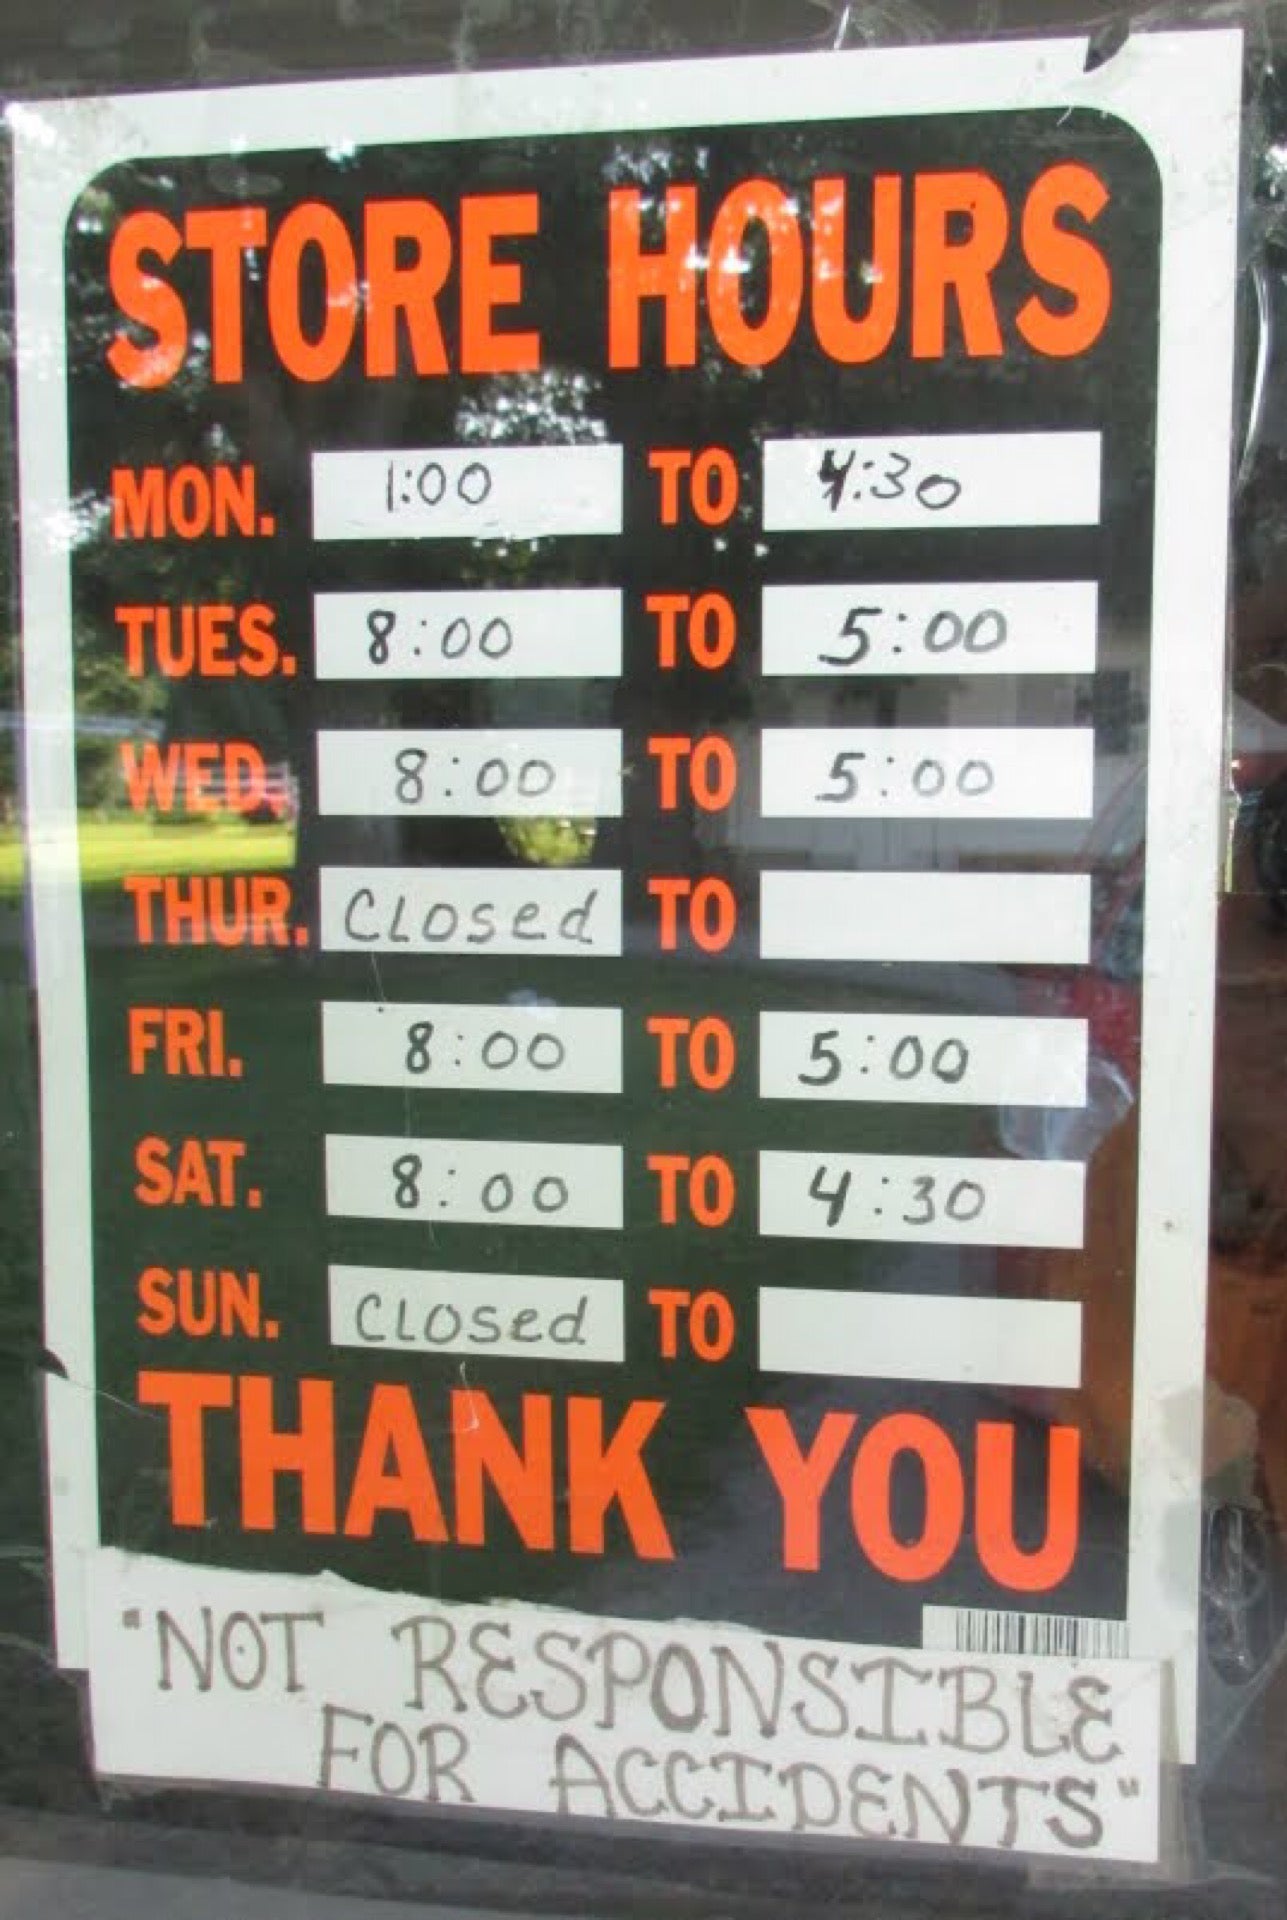 STORE HOURS
MON. 1:00 TO 4:30
TUES. 8:00 TO 5:00
WED. 8:00 TO 5:00
THUR. CLosed TO
FRI. 8:00 TO 5:00
SAT. 8:00 TO 4:30
SUN. CLosed TO
THANK YOU
"NOT RESPONSIBLE
FOR ACCIDENTS"